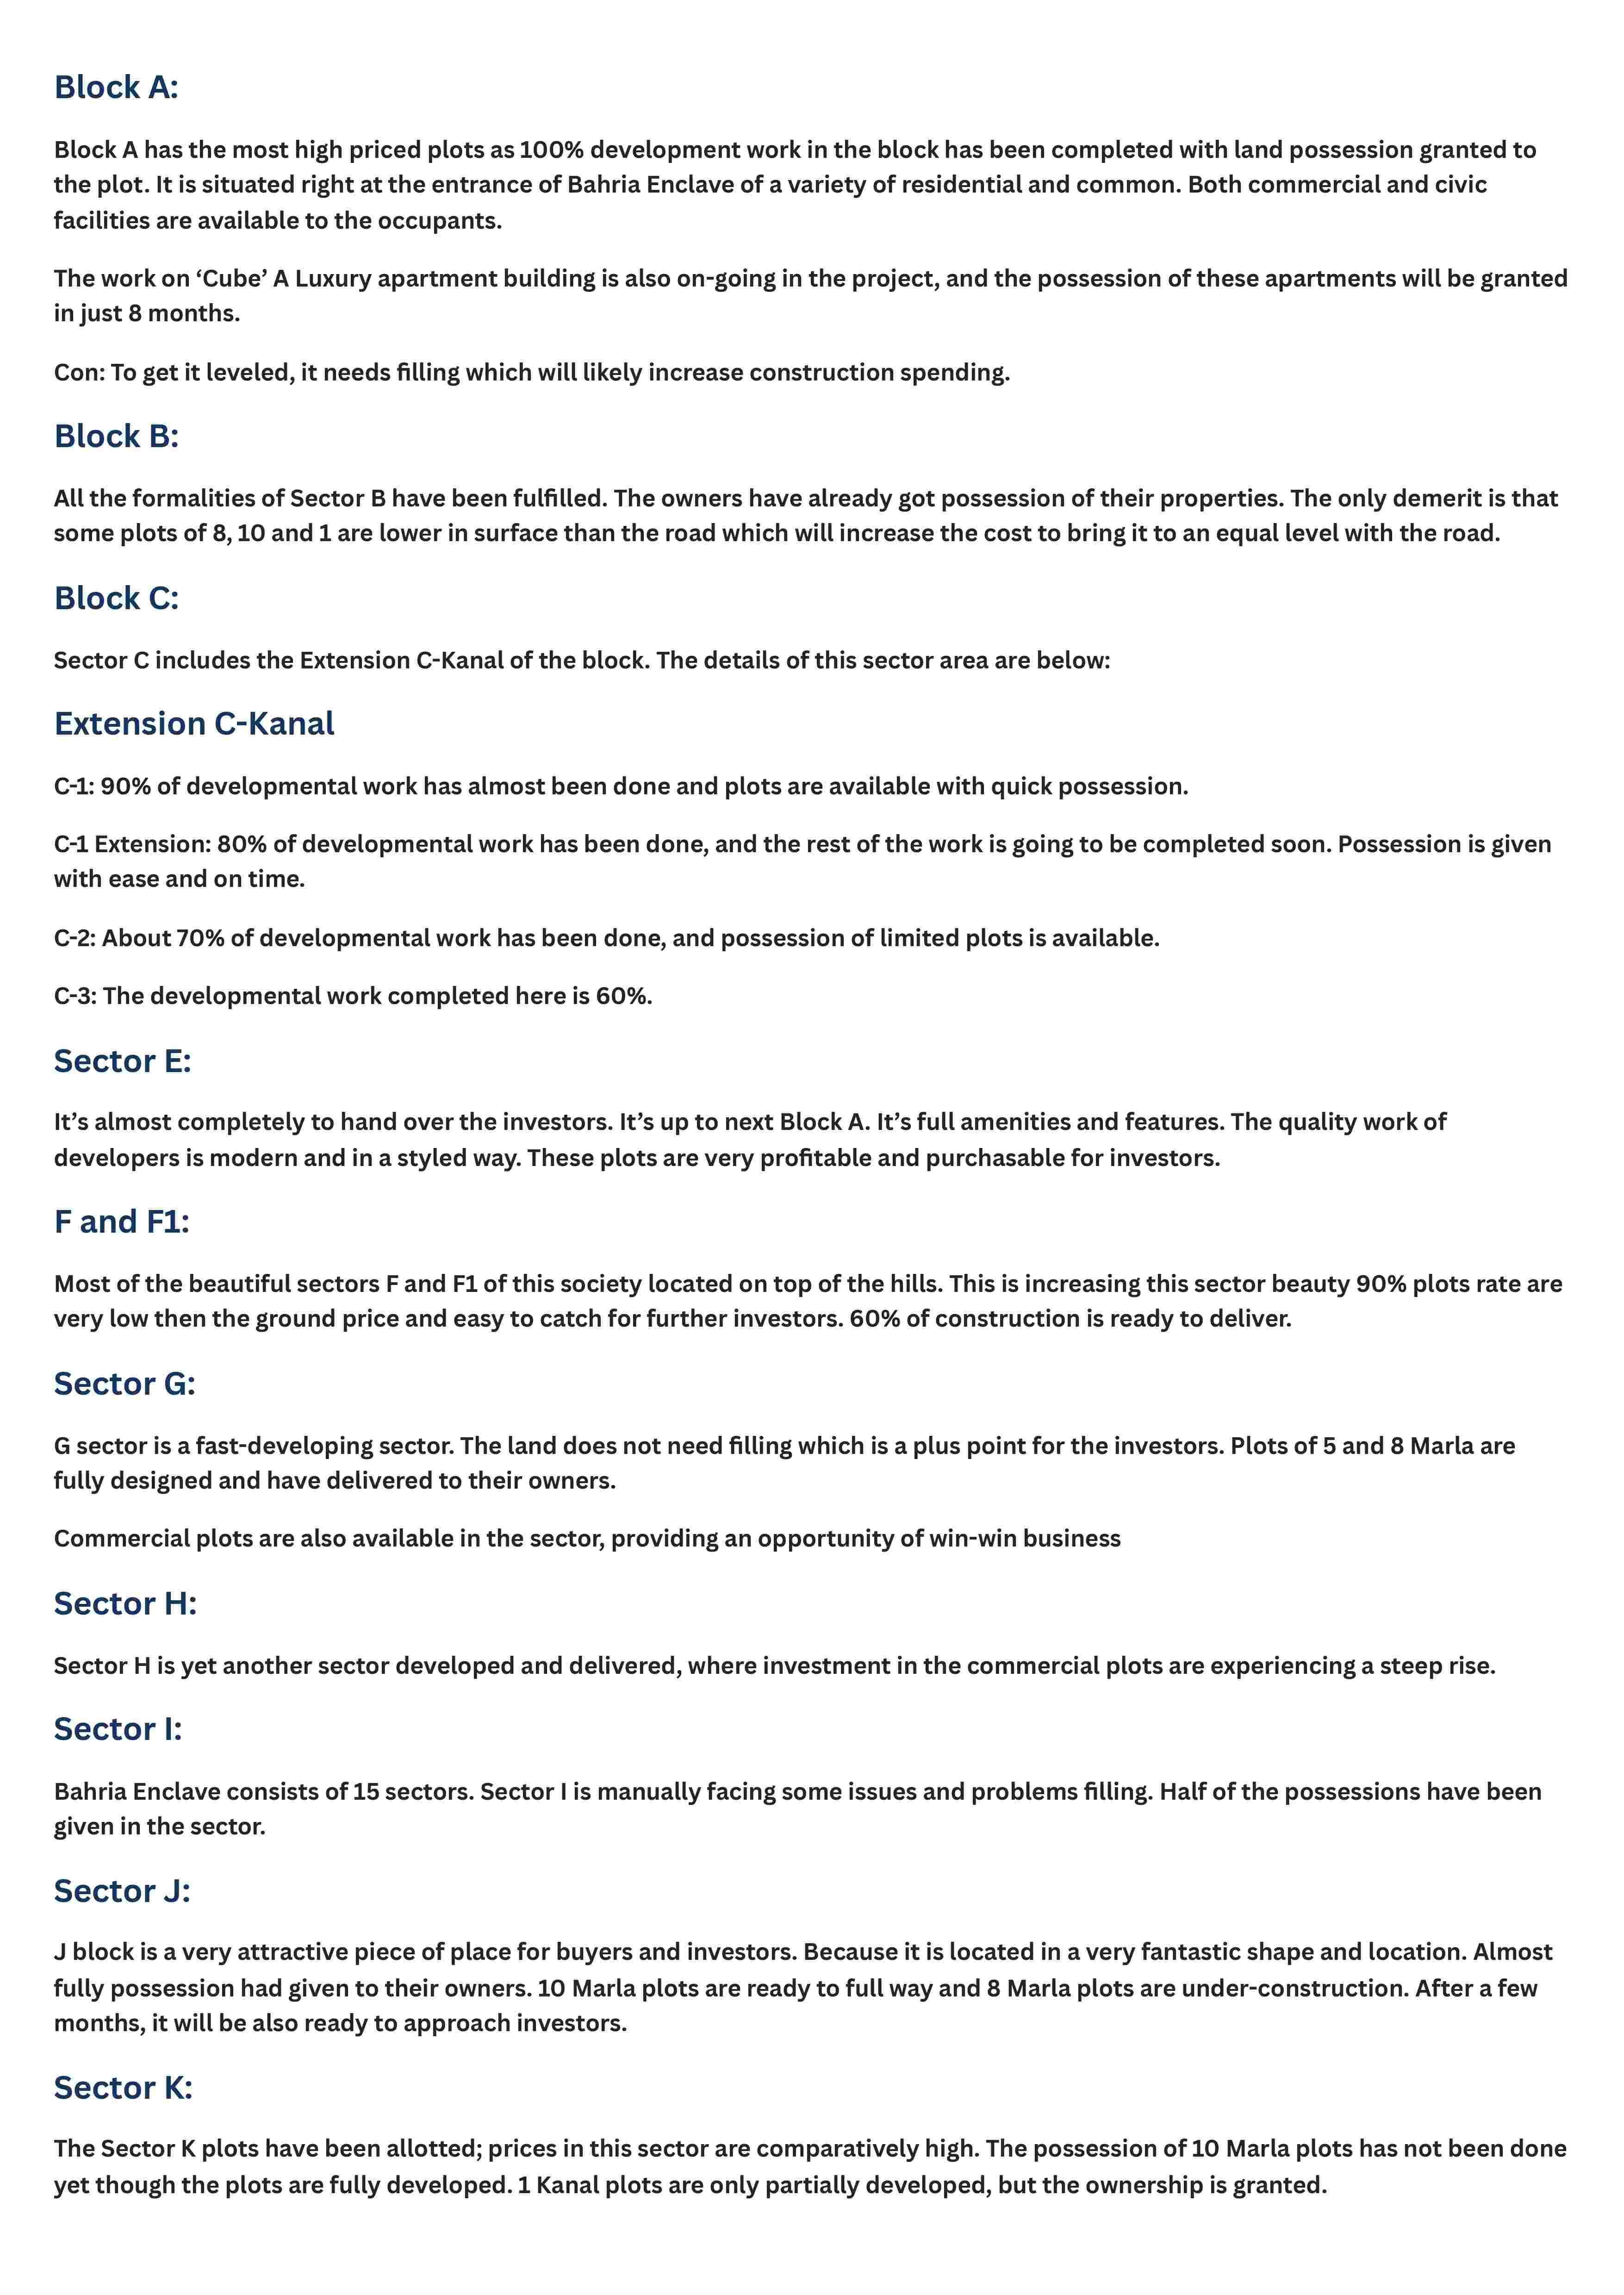 Block A:
Block A has the most high priced plots as 100% development work in the block has been completed with land possession granted to
the plot. It is situated right at the entrance of Bahria Enclave of a variety of residential and common. Both commercial and civic
facilities are available to the occupants.
The work on ‘Cube’ A Luxury apartment building is also on-going in the project, and the possession of these apartments will be granted
in just 8 months.
Con: To get it leveled, it needs filling which will likely increase construction spending.
Block B:
All the formalities of Sector B have been fulfilled. The owners have already got possession of their properties. The only demerit is that
some plots of 8, 10 and 1 are lower in surface than the road which will increase the cost to bring it to an equal level with the road.
Block C:
Sector C includes the Extension C-Kanal of the block. The details of this sector area are below:
Extension C-Kanal
C-1: 90% of developmental work has almost been done and plots are available with quick possession.
C-1 Extension: 80% of developmental work has been done, and the rest of the work is going to be completed soon. Possession is given
with ease and on time.
C-2: About 70% of developmental work has been done, and possession of limited plots is available.
C-3: The developmental work completed here is 60%.
Sector E:
It’s almost completely to hand over the investors. It’s up to next Block A. It’s full amenities and features. The quality work of
developers is modern and in a styled way. These plots are very profitable and purchasable for investors.
F and F1:
Most of the beautiful sectors F and F1 of this society located on top of the hills. This is increasing this sector beauty 90% plots rate are
very low then the ground price and easy to catch for further investors. 60% of construction is ready to deliver.
Sector G:
G sector is a fast-developing sector. The land does not need filling which is a plus point for the investors. Plots of 5 and 8 Marla are
fully designed and have delivered to their owners.
Commercial plots are also available in the sector, providing an opportunity of win-win business
Sector H:
Sector H is yet another sector developed and delivered, where investment in the commercial plots are experiencing a steep rise.
Sector I:
Bahria Enclave consists of 15 sectors. Sector I is manually facing some issues and problems filling. Half of the possessions have been
given in the sector.
Sector J:
J block is a very attractive piece of place for buyers and investors. Because it is located in a very fantastic shape and location. Almost
fully possession had given to their owners. 10 Marla plots are ready to full way and 8 Marla plots are under-construction. After a few
months, it will be also ready to approach investors.
Sector K:
The Sector K plots have been allotted; prices in this sector are comparatively high. The possession of 10 Marla plots has not been done
yet though the plots are fully developed. 1 Kanal plots are only partially developed, but the ownership is granted.